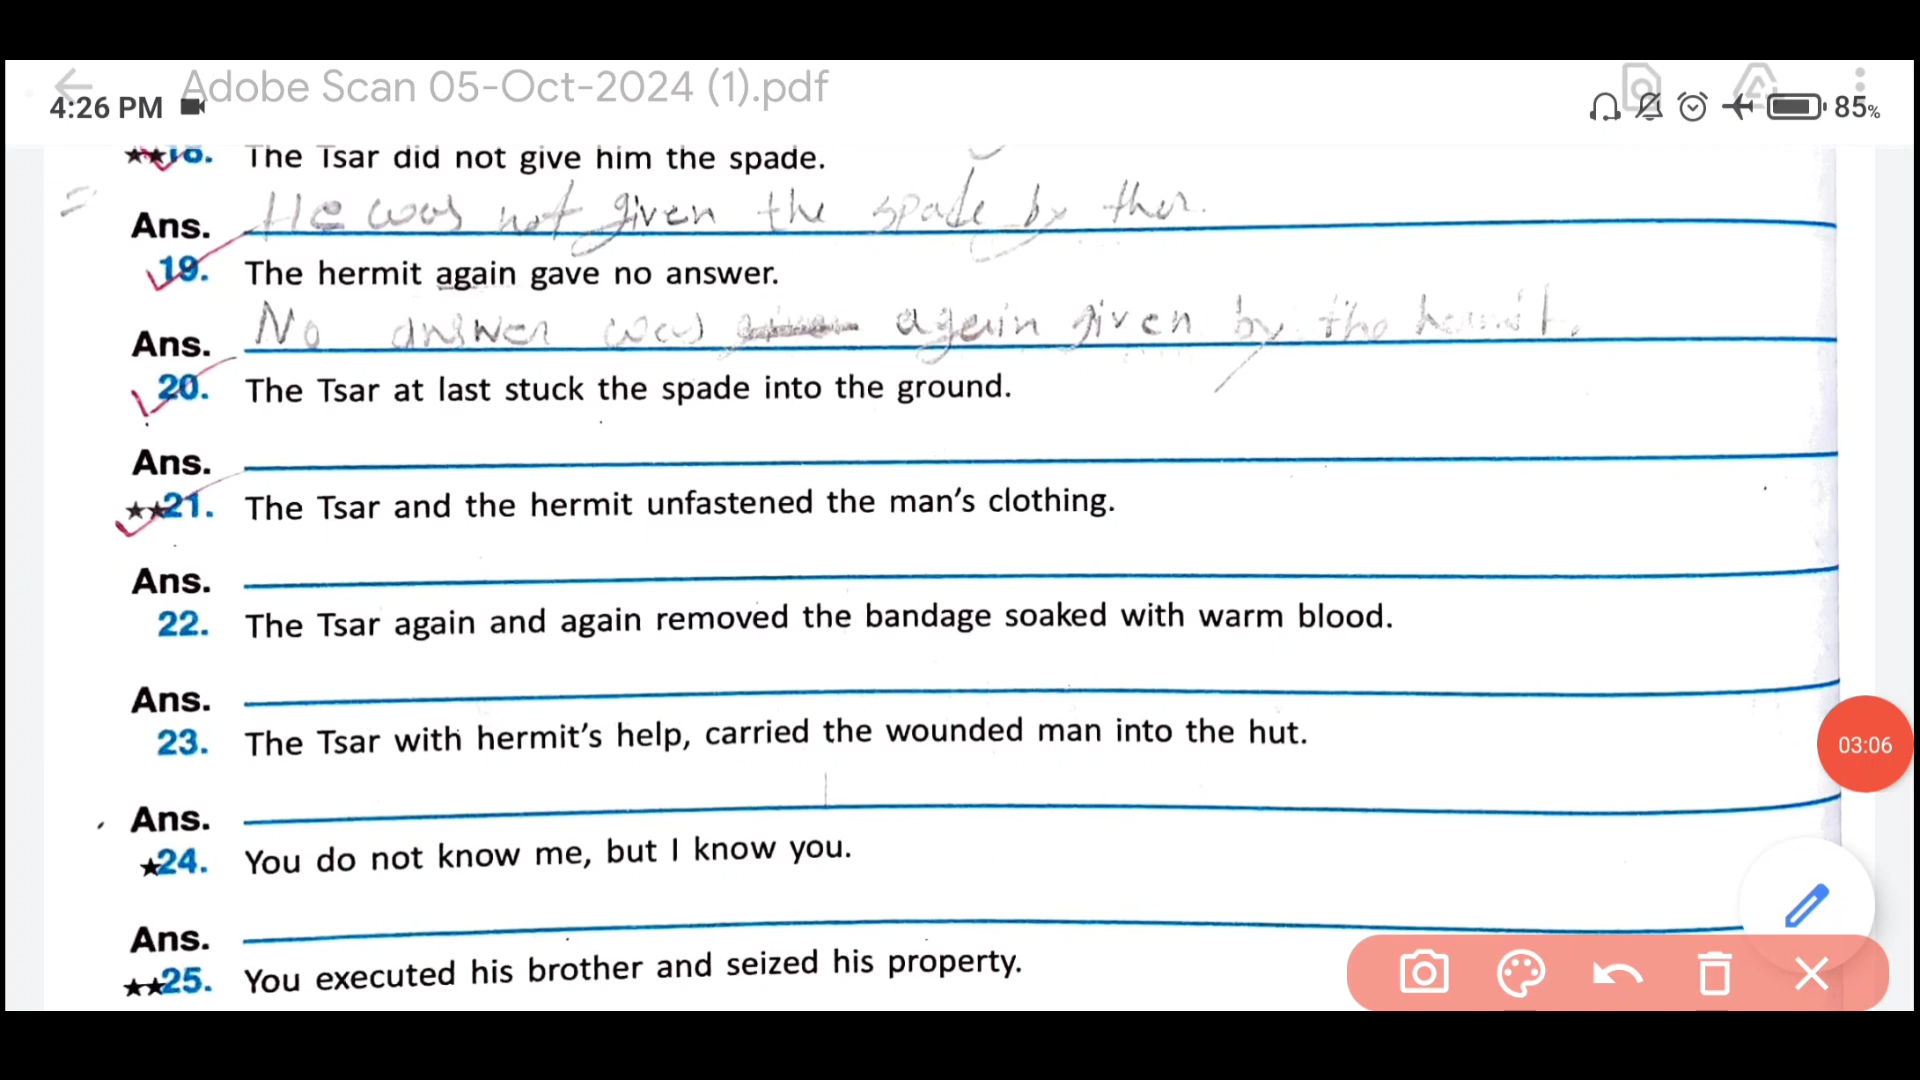 Adobe Scan 05-Oct-2024 (1).pdf
4:26 PM 85%
★★18. The Tsar did not give him the spade.
Ans. He was not given the spade by
19. The hermit again gave no answer.
Ans. No answer was again given by the hermit.
20. The Tsar at last stuck the spade into the ground.
Ans.
★★21. The Tsar and the hermit unfastened the man's clothing.
Ans.
22. The Tsar again and again removed the bandage soaked with warm blood.
Ans.
23. The Tsar with hermit's help, carried the wounded man into the hut.
Ans.
★24. You do not know me, but I know you.
Ans.
★★25. You executed his brother and seized his property.
03:06